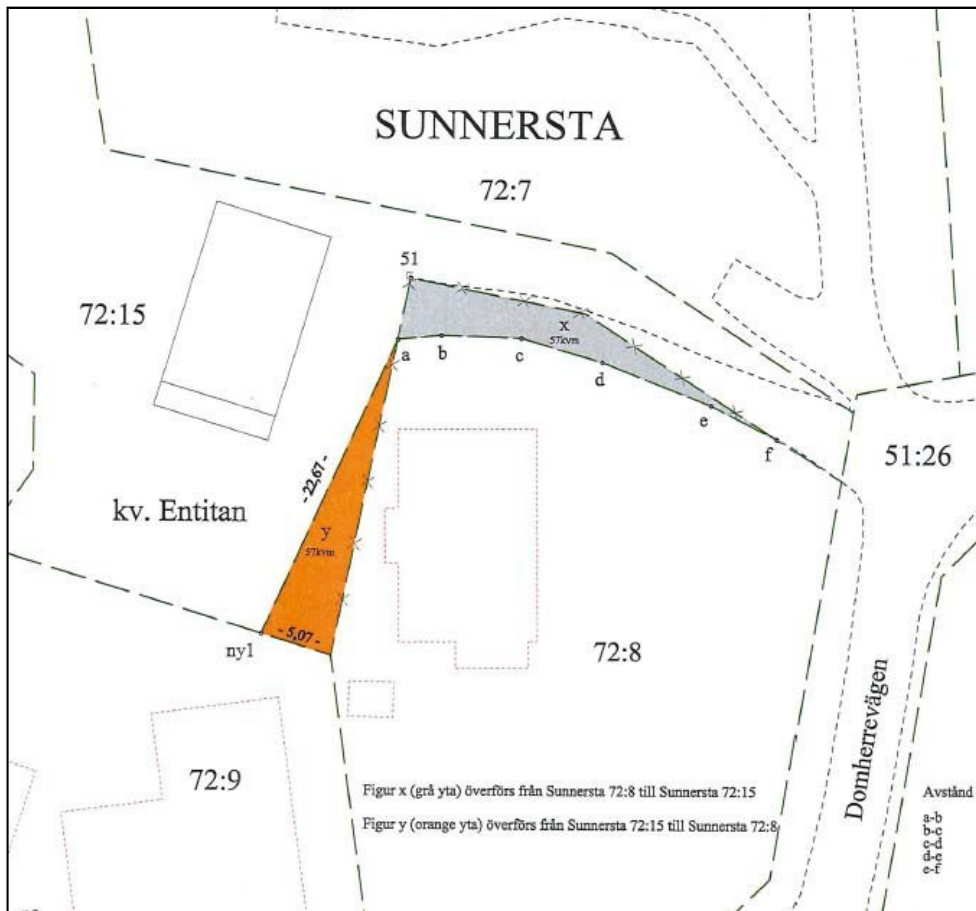 SUNNERSTA
72:7
51
72:15
x
57kvm
a
b
c
d
e
f
51:26
- 22,67 -
kv. Entitan
y
57kvm
- 5,07 -
ny1
72:8
72:9
Domherrevägen
Figur x (grå yta) överförs från Sunnersta 72:8 till Sunnersta 72:15
Figur y (orange yta) överförs från Sunnersta 72:15 till Sunnersta 72:8
Avstånd
a-b
b-c
c-d
d-e
e-f